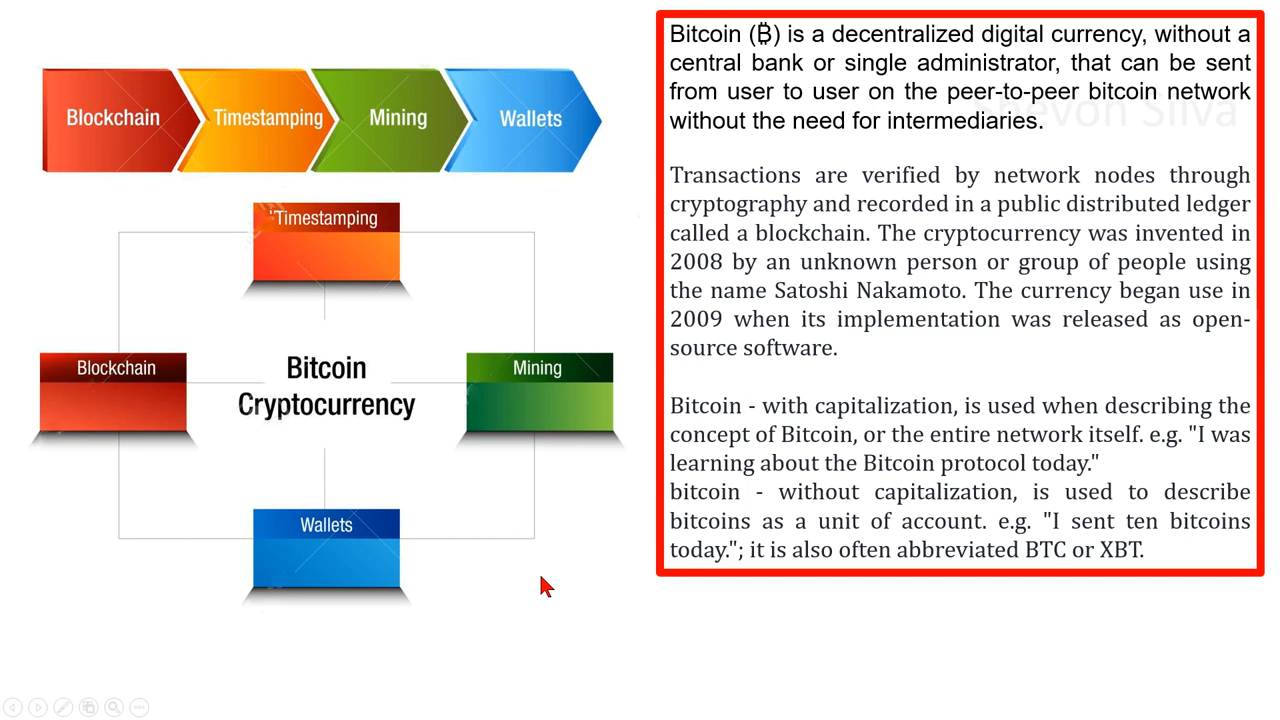 Blockchain Timestamping Mining Wallets
Timestamping
Blockchain
Bitcoin
Cryptocurrency
Mining
Wallets
Bitcoin (₿) is a decentralized digital currency, without a
central bank or single administrator, that can be sent
from user to user on the peer-to-peer bitcoin network
without the need for intermediaries.
Shevon Silva
Transactions are verified by network nodes through
cryptography and recorded in a public distributed ledger
called a blockchain. The cryptocurrency was invented in
2008 by an unknown person or group of people using
the name Satoshi Nakamoto. The currency began use in
2009 when its implementation was released as open-
source software.
Bitcoin - with capitalization, is used when describing the
concept of Bitcoin, or the entire network itself. e.g. "I was
learning about the Bitcoin protocol today."
bitcoin - without capitalization, is used to describe
bitcoins as a unit of account. e.g. "I sent ten bitcoins
today."; it is also often abbreviated BTC or XBT.